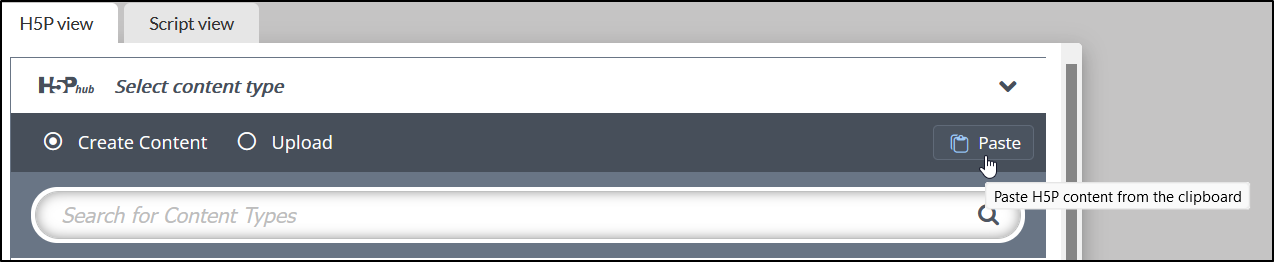 H5P view Script view
H5P hub Select content type
Create Content Upload Paste
Paste H5P content from the clipboard
Search for Content Types